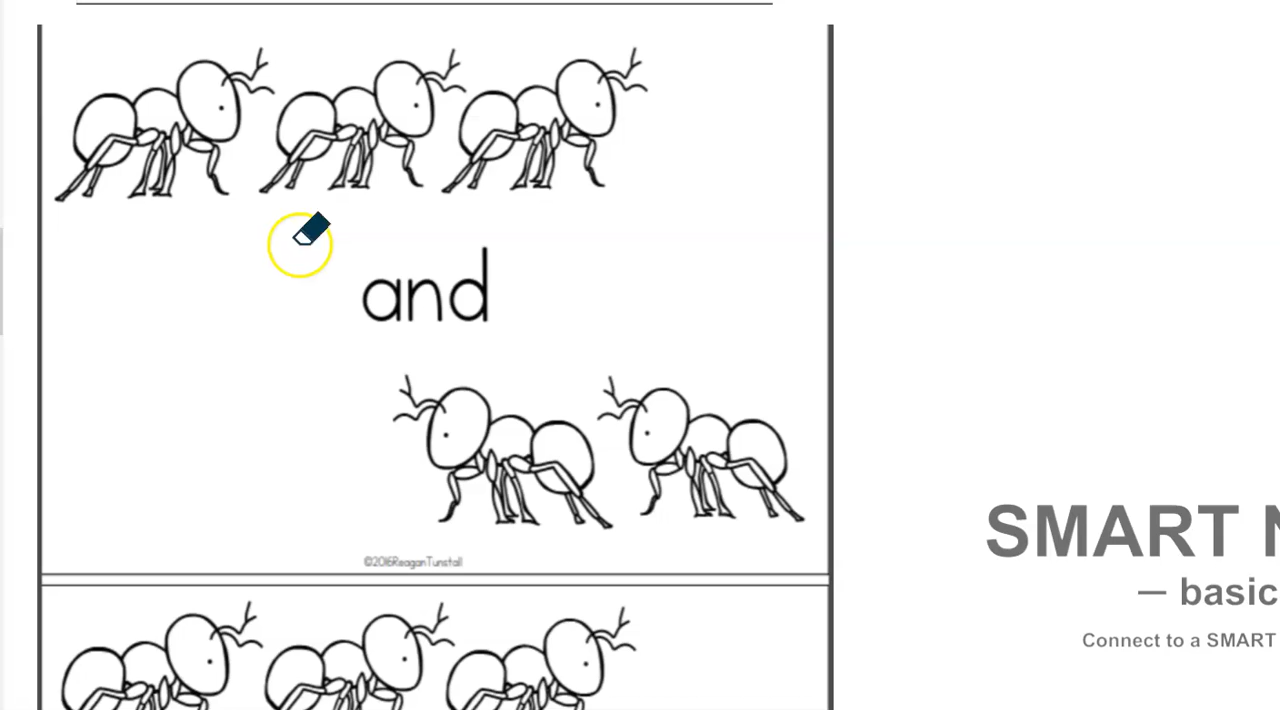 and
©2016ReaganTunstall
SMART N
— basic
Connect to a SMART